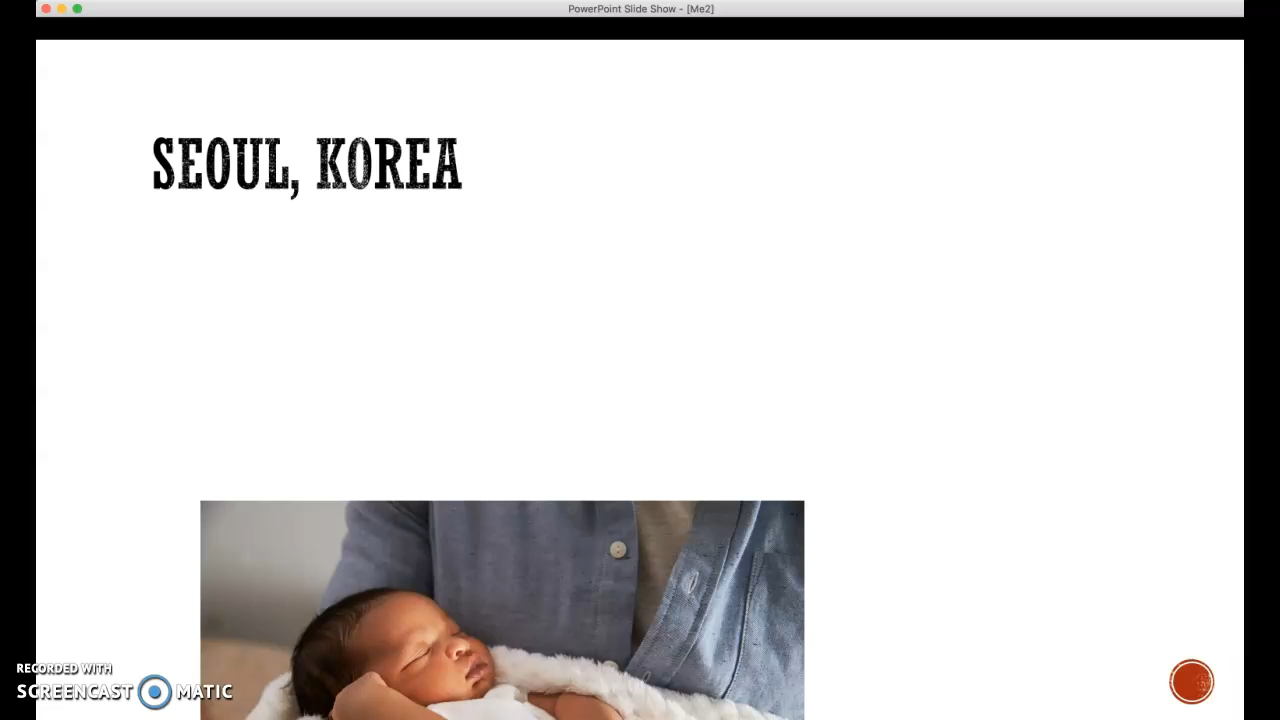 PowerPoint Slide Show - [Me2]
SEOUL, KOREA
RECORDED WITH
SCREENCAST MATIC